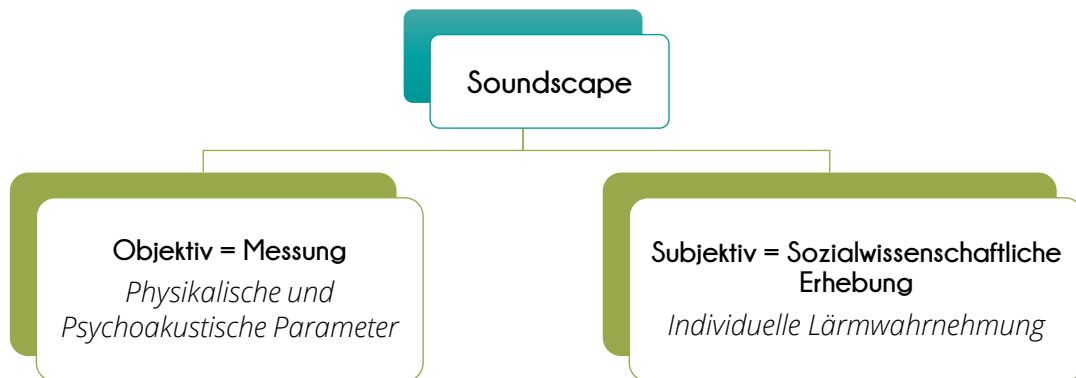 Soundscape
Objektiv = Messung
Physikalische und
Psychoakustische Parameter
Subjektiv = Sozialwissenschaftliche
Erhebung
Individuelle Lärmwahrnehmung